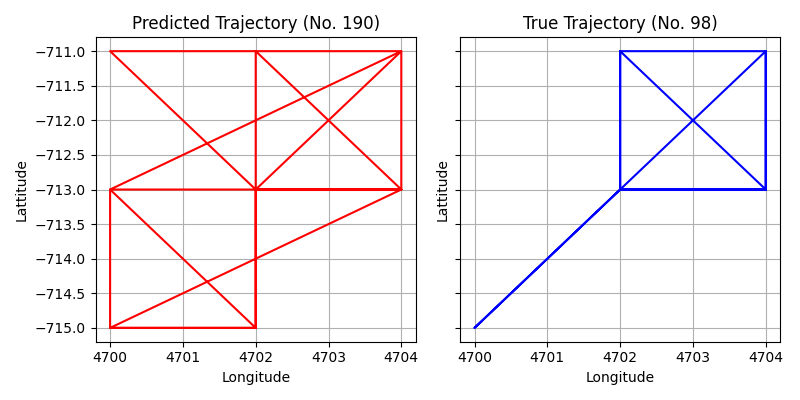 Predicted Trajectory (No. 190)
True Trajectory (No. 98)
Lattitude
−711.0
−711.5
−712.0
−712.5
−713.0
−713.5
−714.0
−714.5
−715.0
4700 4701 4702 4703 4704
Longitude
Lattitude
4700 4701 4702 4703 4704
Longitude